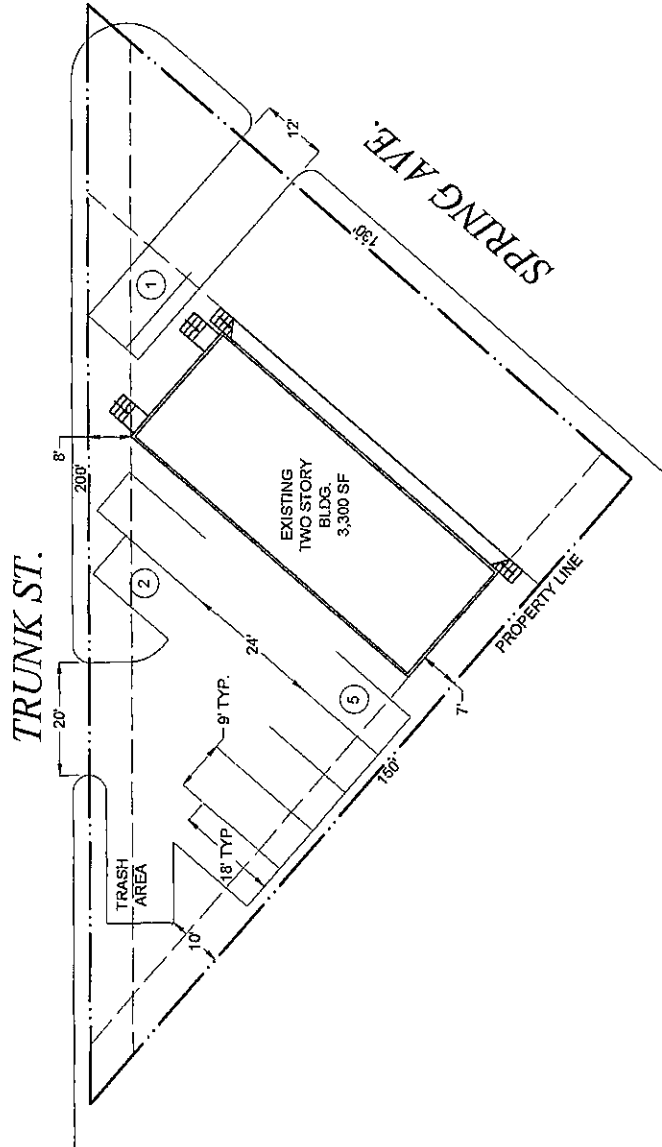 TRUNK ST.
20'
200'
8'
12'
1
2
SPRING AVE.
130'
24'
EXISTING
TWO STORY
BLDG.
3,300 SF
9' TYP.
TRASH
AREA
18' TYP
5
10'
150'
7'
PROPERTY LINE